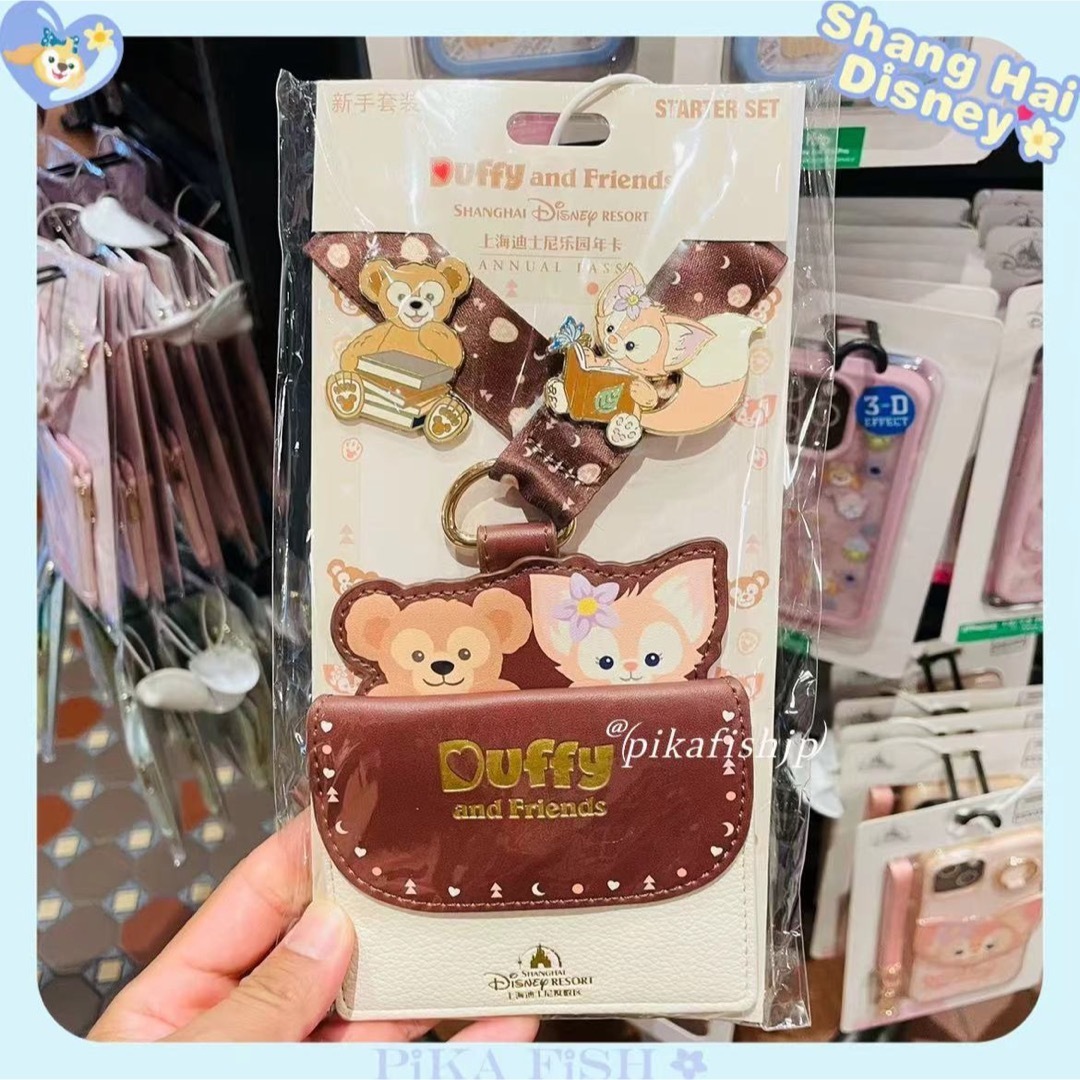 Shang Hai
Disney
新手套装
STARTER SET
Duffy and Friends
SHANGHAI Disney RESORT
上海迪士尼乐园年卡
ANNUAL PASS
3-D
EFFECT
@pikafishjp
Duffy
and Friends
SHANGHAI
Disney RESORT
上海迪士尼度假区
PiKA FiSH